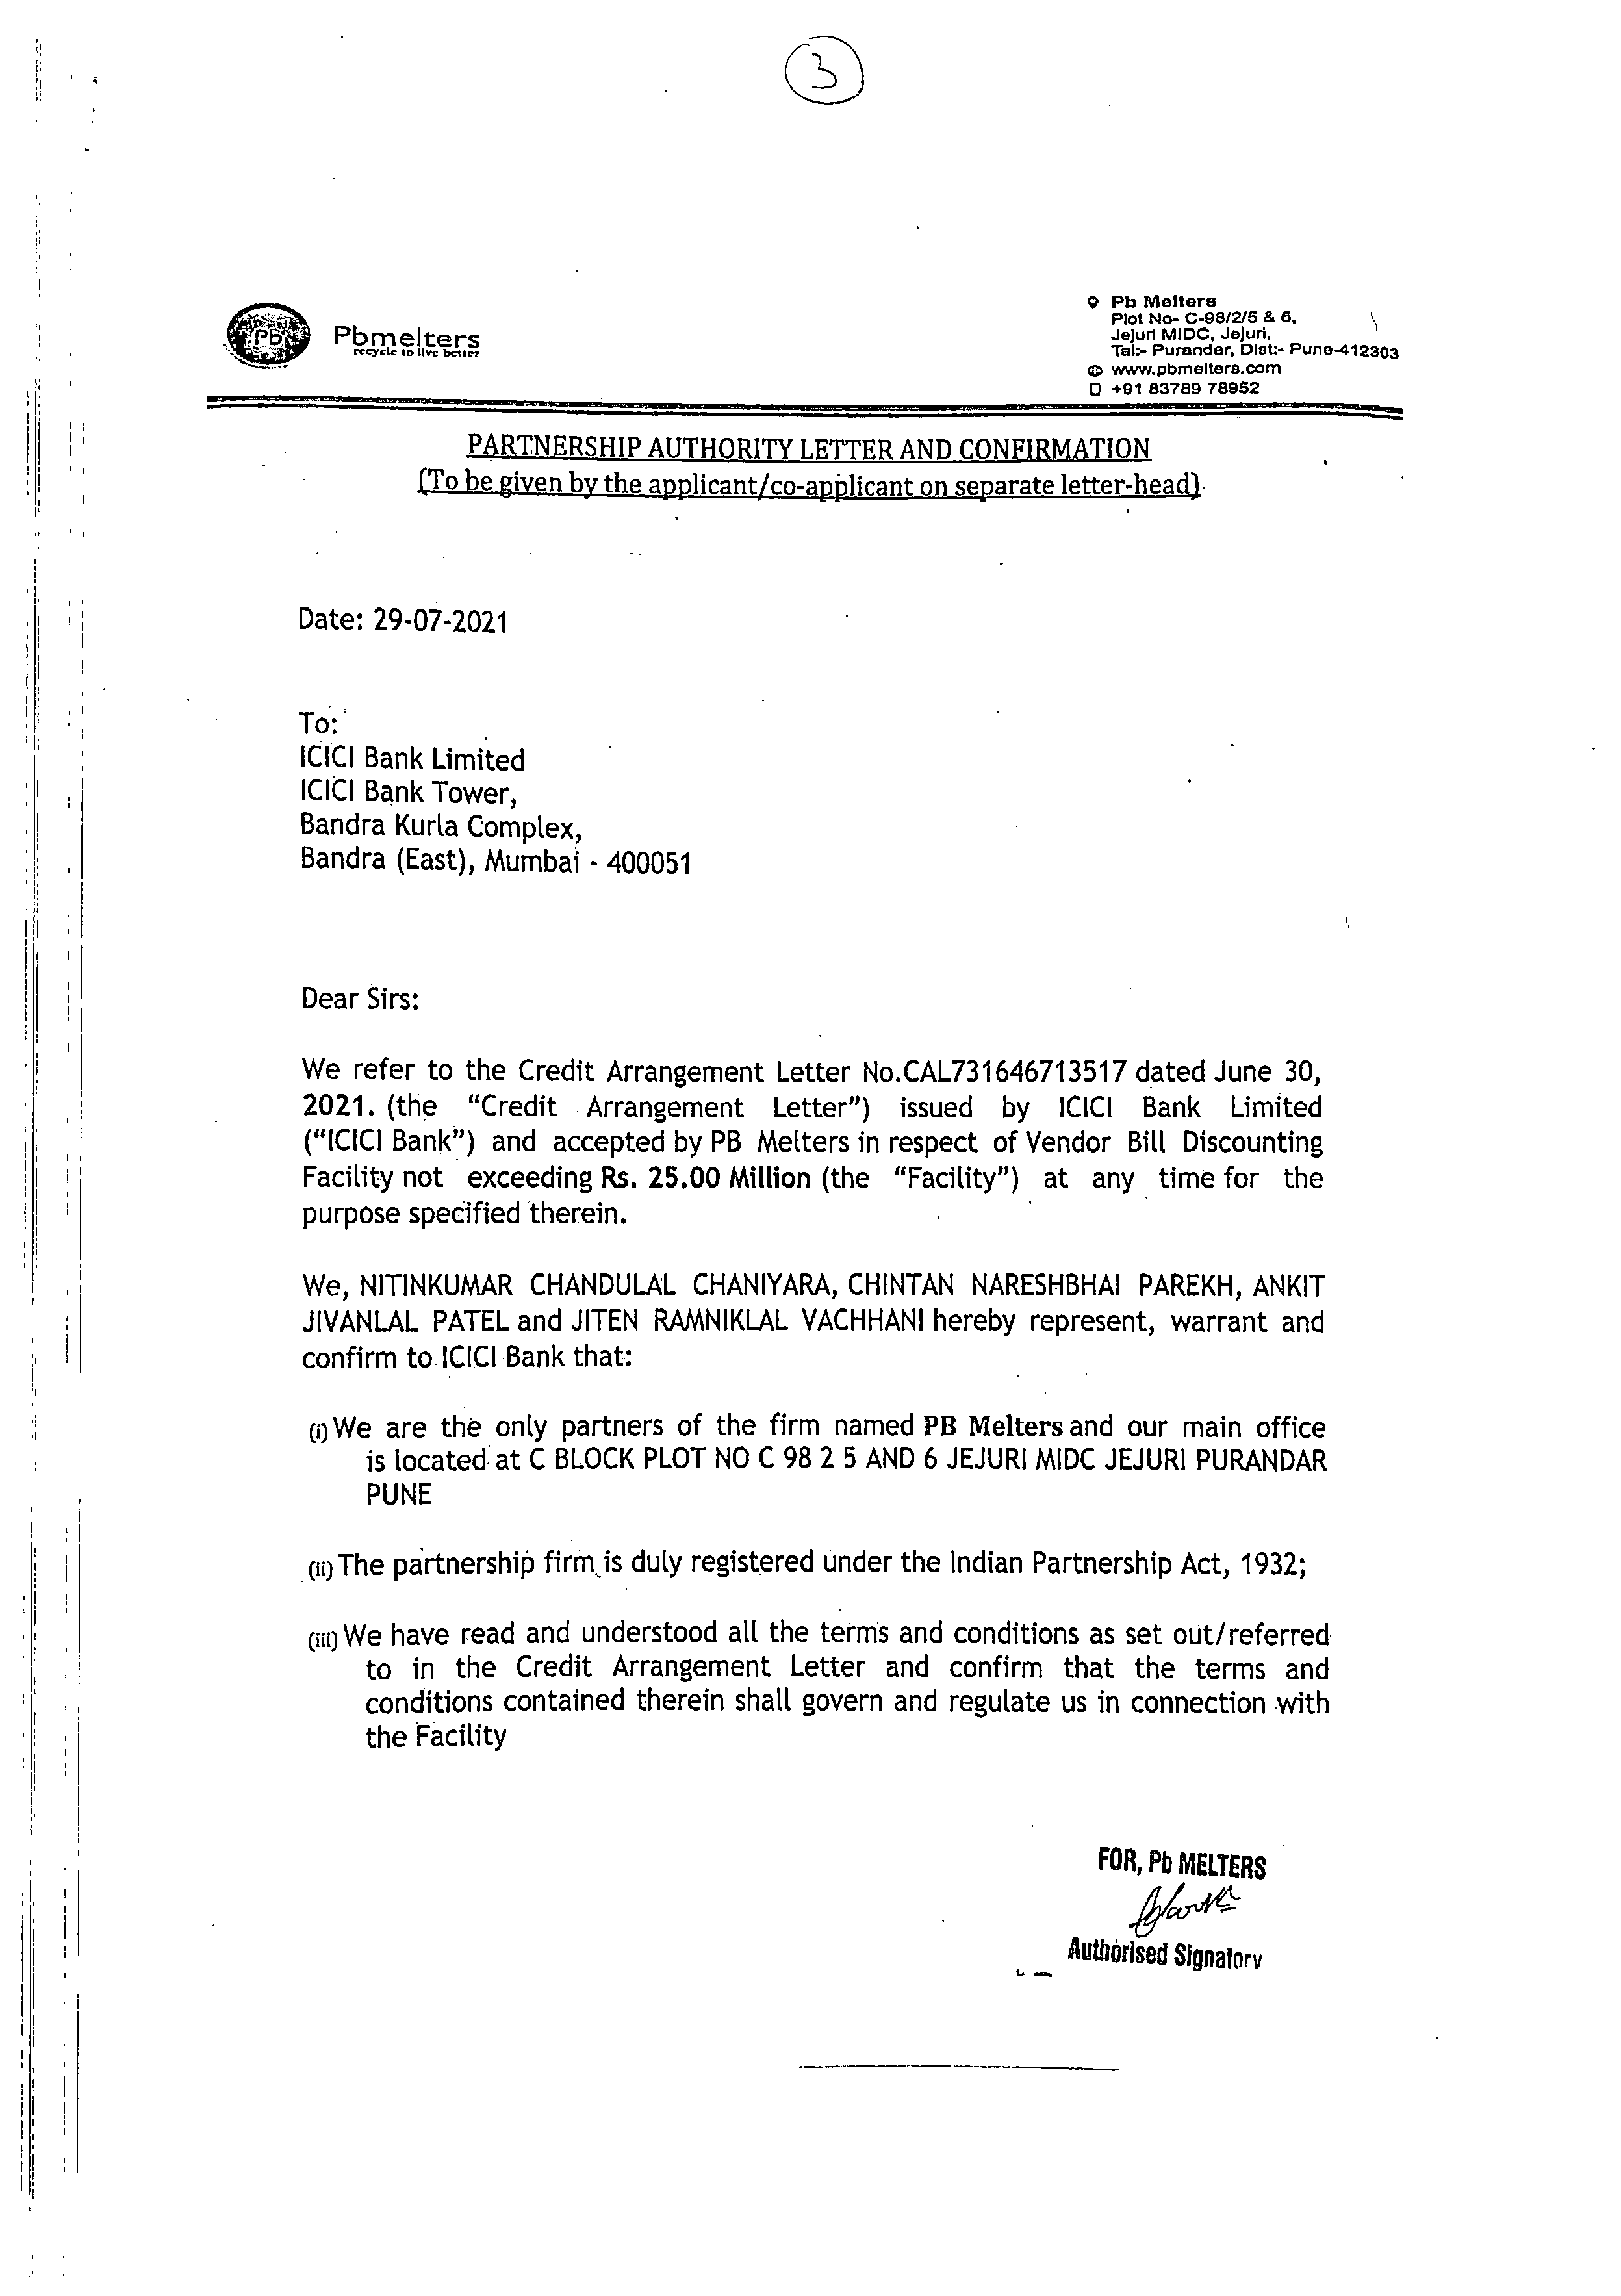 3
Pb
Pbmelters
recycle to live better
Pb Melters
Plot No- C-98/2/5 & 6,
Jejuri MIDC, Jejuri,
Tal:- Purandar, Dist:- Pune-412303
www.pbmelters.com
+91 83789 78952
PARTNERSHIP AUTHORITY LETTER AND CONFIRMATION
(To be given by the applicant/co-applicant on separate letter-head)
Date: 29-07-2021
To:
ICICI Bank Limited
ICICI Bank Tower,
Bandra Kurla Complex,
Bandra (East), Mumbai - 400051
Dear Sirs:
We refer to the Credit Arrangement Letter No.CAL731646713517 dated June 30,
2021. (the “Credit Arrangement Letter”) issued by ICICI Bank Limited
(“ICICI Bank”) and accepted by PB Melters in respect of Vendor Bill Discounting
Facility not exceeding Rs. 25.00 Million (the “Facility”) at any time for the
purpose specified therein.
We, NITINKUMAR CHANDULAL CHANIYARA, CHINTAN NARESHBHAI PAREKH, ANKIT
JIVANLAL PATEL and JITEN RAMNIKLAL VACHHANI hereby represent, warrant and
confirm to ICICI Bank that:
(i) We are the only partners of the firm named PB Melters and our main office
is located at C BLOCK PLOT NO C 98 2 5 AND 6 JEJURI MIDC JEJURI PURANDAR
PUNE
(ii) The partnership firm is duly registered under the Indian Partnership Act, 1932;
(iii) We have read and understood all the terms and conditions as set out/referred
to in the Credit Arrangement Letter and confirm that the terms and
conditions contained therein shall govern and regulate us in connection with
the Facility
FOR, Pb MELTERS
Authorised Signatory